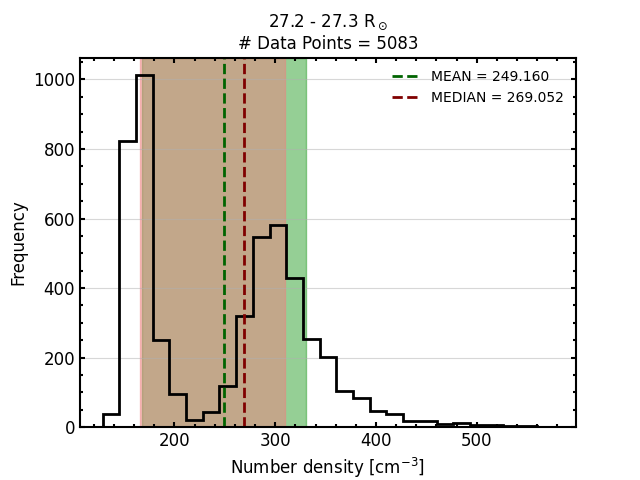 27.2 - 27.3 R⊙
# Data Points = 5083
MEAN = 249.160
MEDIAN = 269.052
Frequency
1000
800
600
400
200
0
200 300 400 500
Number density [cm⁻³]